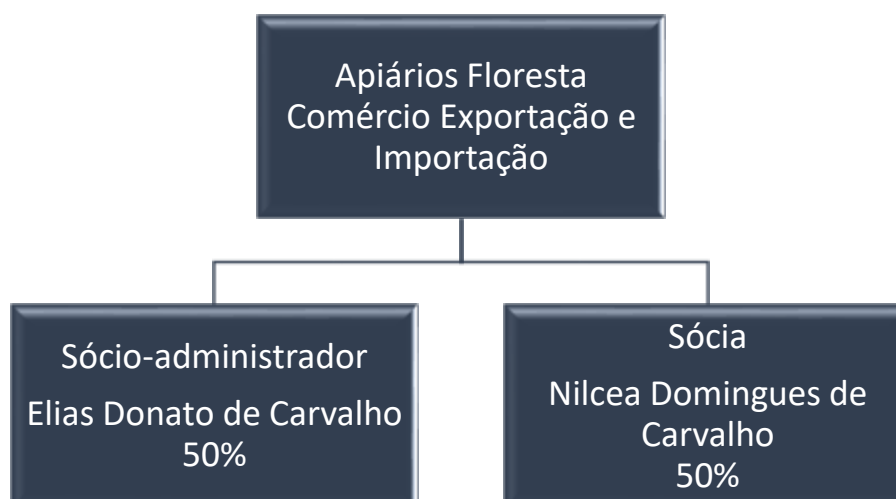 Apiários Floresta
Comércio Exportação e
Importação
Sócio-administrador
Elias Donato de Carvalho
50%
Sócia
Nilcea Domingues de
Carvalho
50%